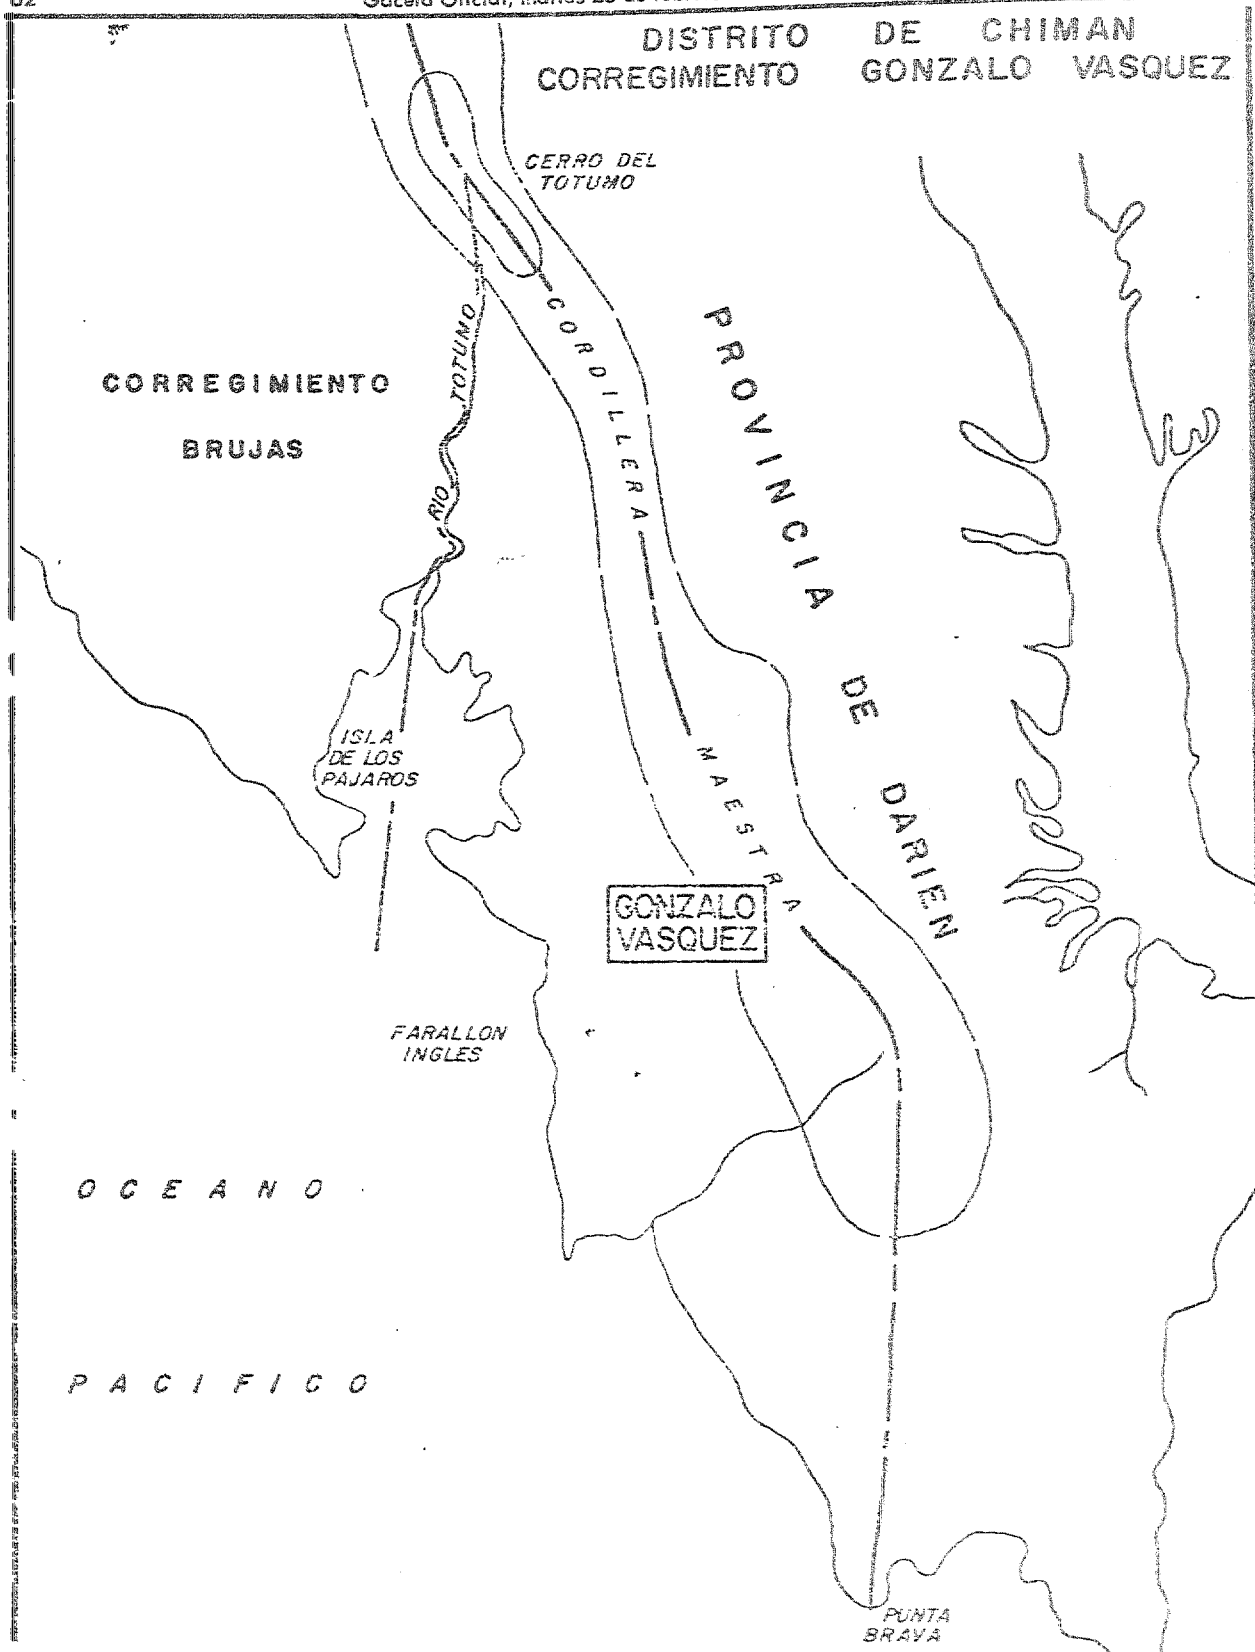 Gaceta Oficial, martes
DISTRITO DE CHIMAN
CORREGIMIENTO GONZALO VASQUEZ
CERRO DEL
TOTUMO
CORREGIMIENTO
BRUJAS
RIO TOTUMO
CORDILLERA MAESTRA
PROVINCIA DE DARIEN
ISLA
DE LOS
PAJAROS
GONZALO
VASQUEZ
FARALLON
INGLES
OCEANO
PACIFICO
PUNTA
BRAVA